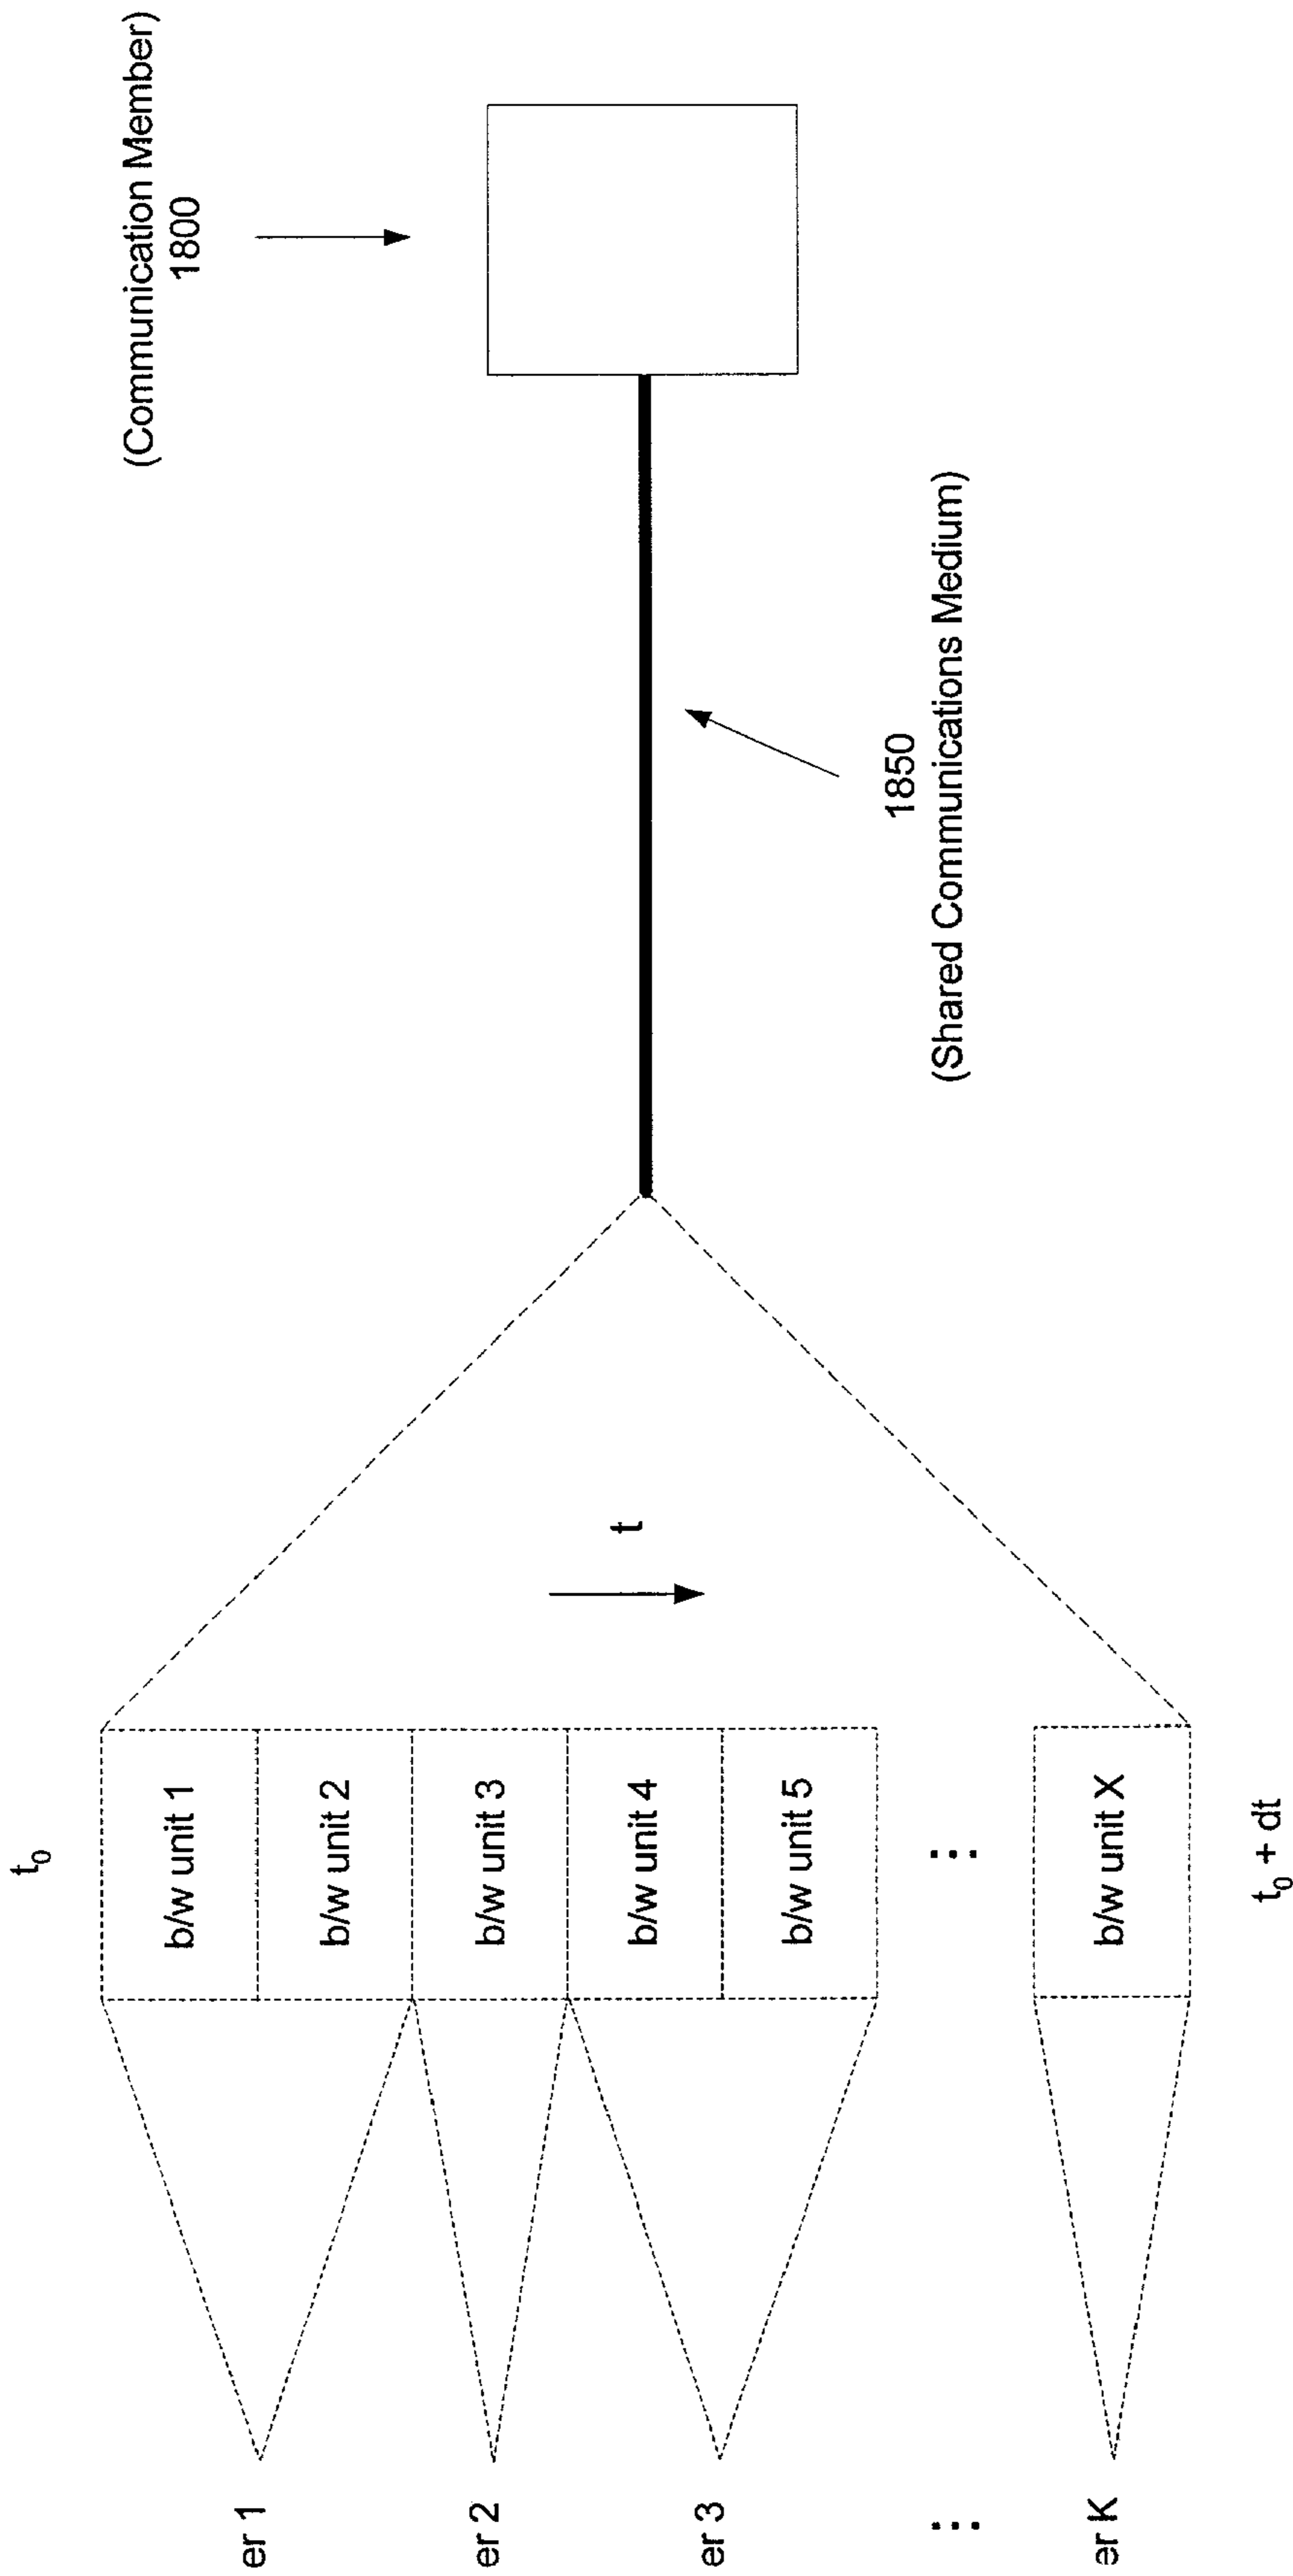 (Communication Member)
1800
1850
(Shared Communications Medium)
t
t₀
b/w unit 1
b/w unit 2
b/w unit 3
b/w unit 4
b/w unit 5
⋮
b/w unit X
t₀ + dt
er 1
er 2
er 3
⋮
er K